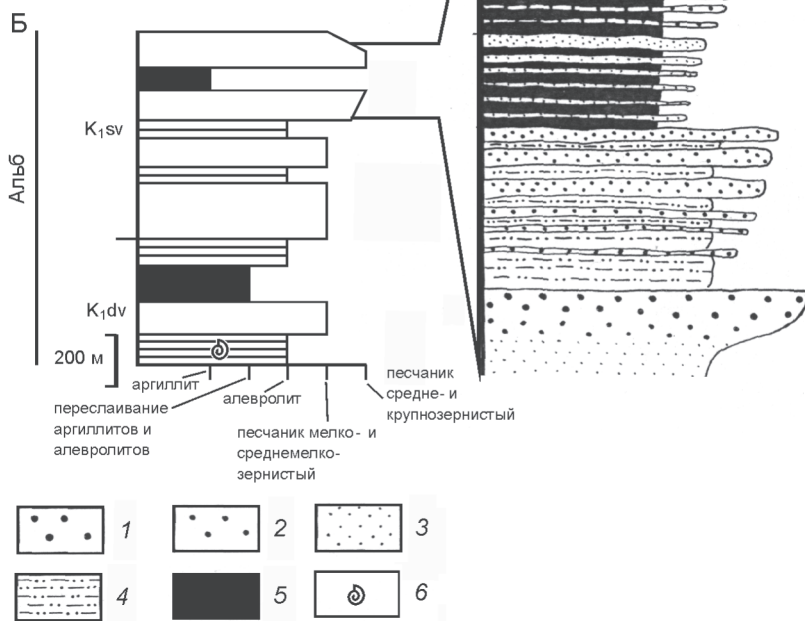 Б
Альб
K₁sv
K₁dv
200 м
аргиллит
переслаивание
аргиллитов и
алевролитов
алевролит
песчаник мелко- и
среднемелко-
зернистый
песчаник
средне- и
крупнозернистый
1
2
3
4
5
6